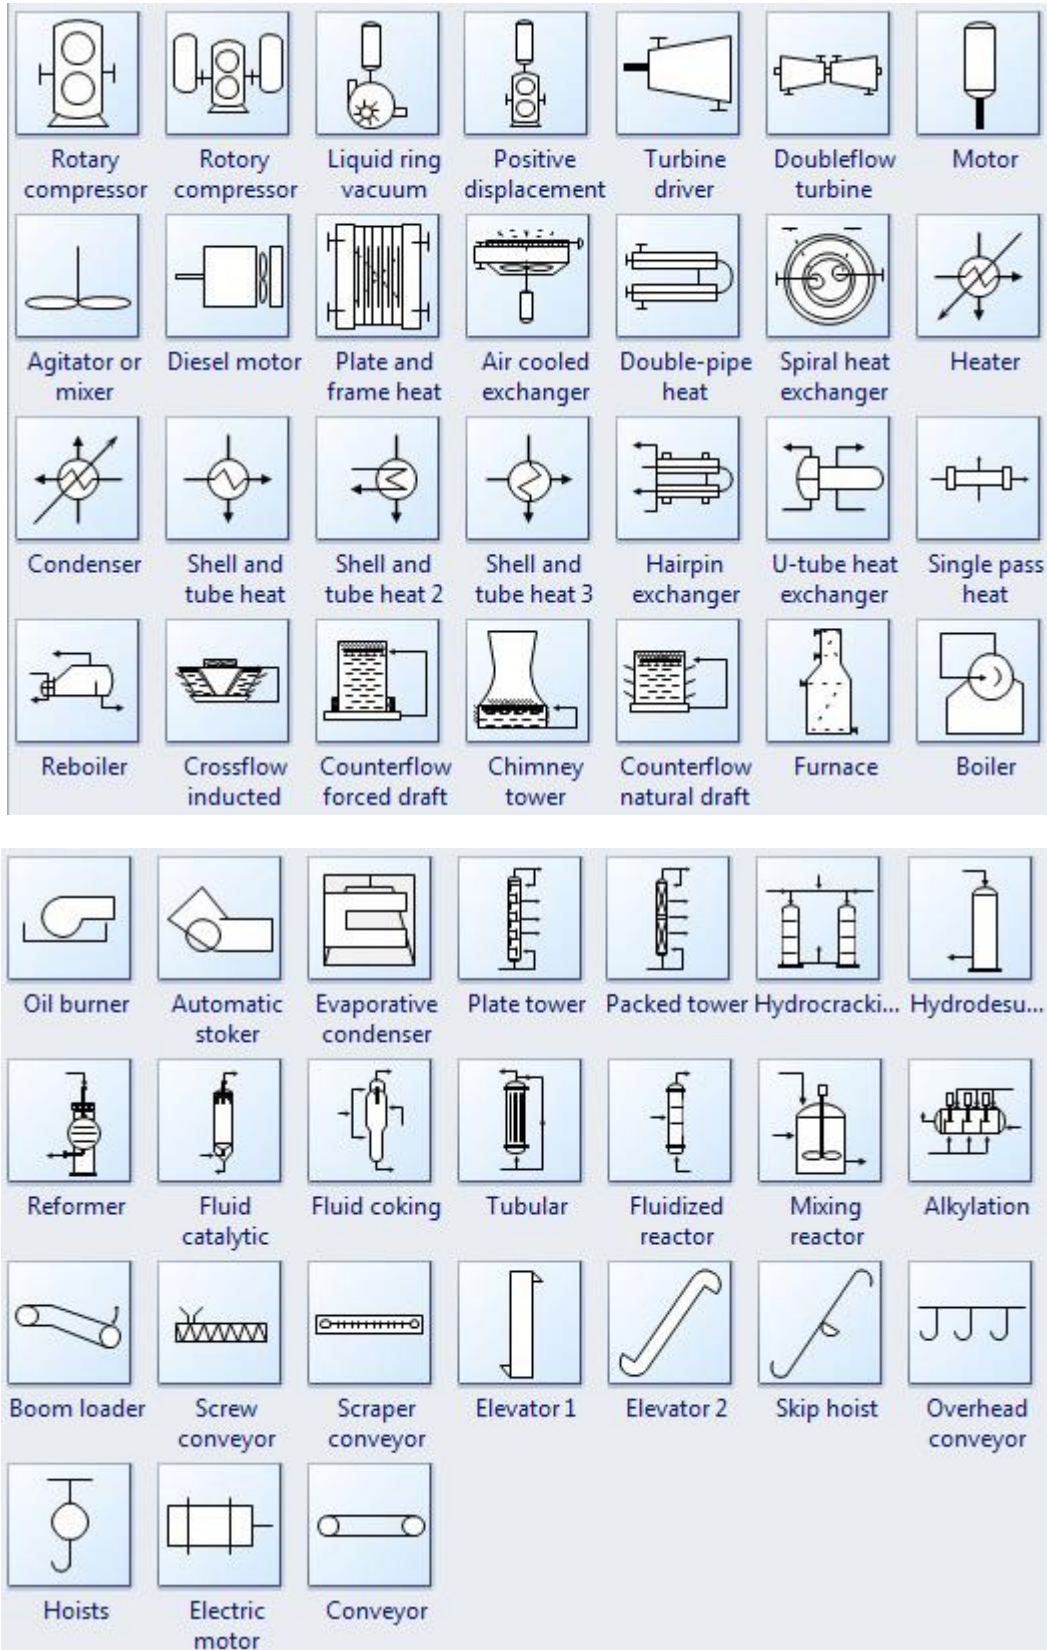 Rotary
compressor
Rotory
compressor
Liquid ring
vacuum
Positive
displacement
Turbine
driver
Doubleflow
turbine
Motor
Agitator or
mixer
Diesel motor
Plate and
frame heat
Air cooled
exchanger
Double-pipe
heat
Spiral heat
exchanger
Heater
Condenser
Shell and
tube heat
Shell and
tube heat 2
Shell and
tube heat 3
Hairpin
exchanger
U-tube heat
exchanger
Single pass
heat
Reboiler
Crossflow
inducted
Counterflow
forced draft
Chimney
tower
Counterflow
natural draft
Furnace
Boiler
Oil burner
Automatic
stoker
Evaporative
condenser
Plate tower
Packed tower
Hydrocracki...
Hydrodesu...
Reformer
Fluid
catalytic
Fluid coking
Tubular
Fluidized
reactor
Mixing
reactor
Alkylation
Boom loader
Screw
conveyor
Scraper
conveyor
Elevator 1
Elevator 2
Skip hoist
Overhead
conveyor
Hoists
Electric
motor
Conveyor